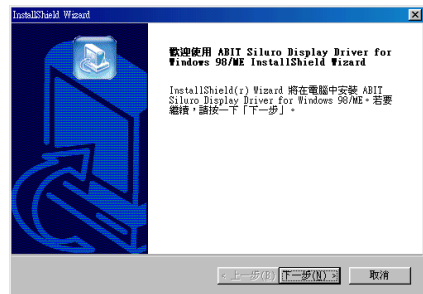 InstallShield Wizard
歡迎使用 ABIT Siluro Display Driver for
Windows 98/ME InstallShield Wizard
InstallShield(r) Wizard 將在電腦中安裝 ABIT
Siluro Display Driver for Windows 98/ME。若要
繼續，請按一下「下一步」。
< 上一步(B)
下一步(N) >
取消